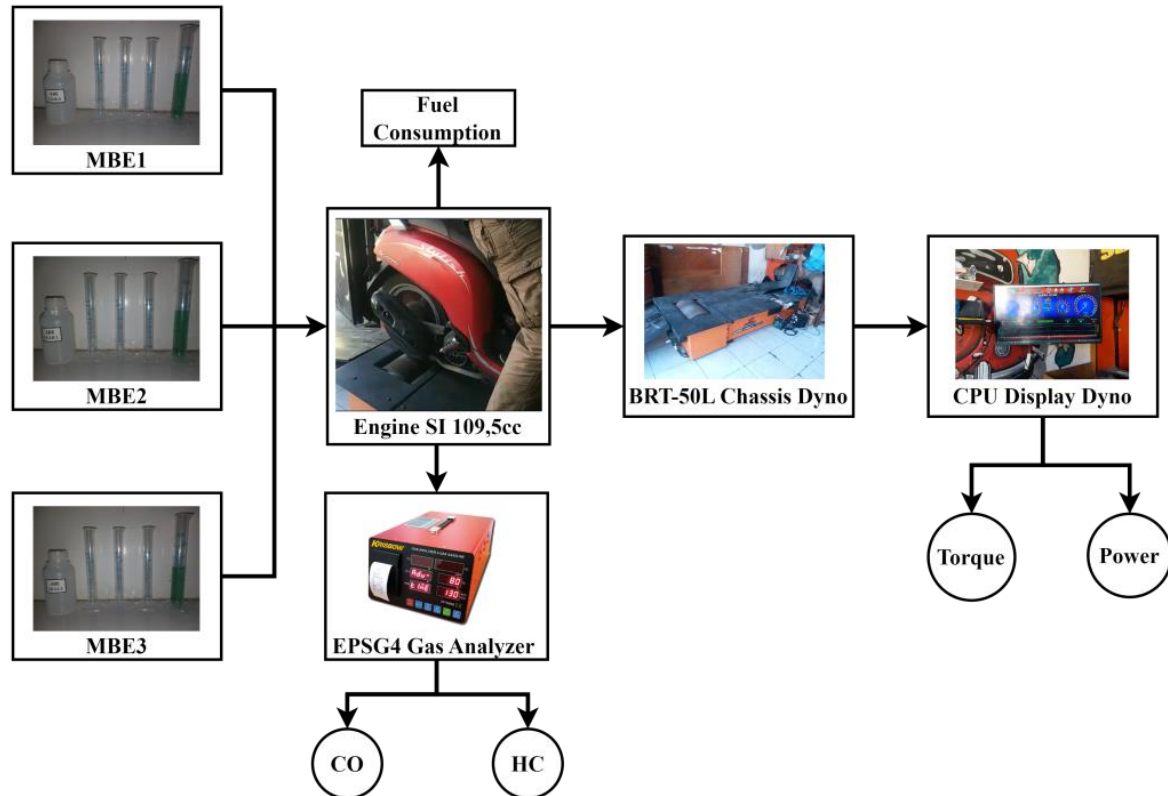 MBE1
Fuel
Consumption
MBE2
Engine SI 109,5cc
BRT-50L Chassis Dyno
CPU Display Dyno
MBE3
EPSG4 Gas Analyzer
Torque
Power
CO
HC